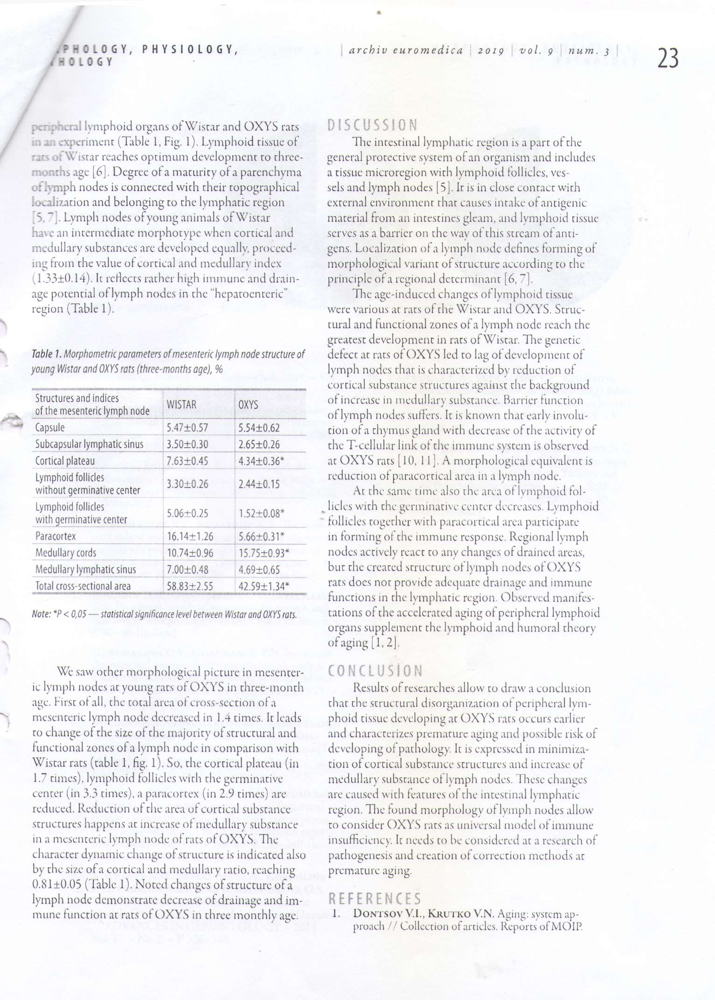 PHOLOGY, PHYSIOLOGY,
HOLOGY
| archiv euromedica | 2019 | vol. 9 | num. 3 |
23
peripheral lymphoid organs of Wistar and OXYS rats
in an experiment (Table 1, Fig. 1). Lymphoid tissue of
rats of Wistar reaches optimum development to three-
months age [6]. Degree of a maturity of a parenchyma
of lymph nodes is connected with their topographical
localization and belonging to the lymphatic region
[5, 7]. Lymph nodes of young animals of Wistar
have an intermediate morphotype when cortical and
medullary substances are developed equally, proceed-
ing from the value of cortical and medullary index
(1.33±0.14). It reflects rather high immune and drain-
age potential of lymph nodes in the “hepatoenteric”
region (Table 1).
Table 1. Morphometric parameters of mesenteric lymph node structure of
young Wistar and OXYS rats (three-months age), %
Structures and indices
of the mesenteric lymph node WISTAR OXYS
Capsule 5.47±0.57 5.54±0.62
Subcapsular lymphatic sinus 3.50±0.30 2.65±0.26
Cortical plateau 7.63±0.45 4.34±0.36*
Lymphoid follicles
without germinative center 3.30±0.26 2.44±0.15
Lymphoid follicles
with germinative center 5.06±0.25 1.52±0.08*
Paracortex 16.14±1.26 5.66±0.31*
Medullary cords 10.74±0.96 15.75±0.93*
Medullary lymphatic sinus 7.00±0.48 4.69±0.65
Total cross-sectional area 58.83±2.55 42.59±1.34*
Note: *P < 0,05 — statistical significance level between Wistar and OXYS rats.
We saw other morphological picture in mesenter-
ic lymph nodes at young rats of OXYS in three-month
age. First of all, the total area of cross-section of a
mesenteric lymph node decreased in 1.4 times. It leads
to change of the size of the majority of structural and
functional zones of a lymph node in comparison with
Wistar rats (table 1, fig. 1). So, the cortical plateau (in
1.7 times), lymphoid follicles with the germinative
center (in 3.3 times), a paracortex (in 2.9 times) are
reduced. Reduction of the area of cortical substance
structures happens at increase of medullary substance
in a mesenteric lymph node of rats of OXYS. The
character dynamic change of structure is indicated also
by the size of a cortical and medullary ratio, reaching
0.81±0.05 (Table 1). Noted changes of structure of a
lymph node demonstrate decrease of drainage and im-
mune function at rats of OXYS in three monthly age.
DISCUSSION
The intestinal lymphatic region is a part of the
general protective system of an organism and includes
a tissue microregion with lymphoid follicles, ves-
sels and lymph nodes [5]. It is in close contact with
external environment that causes intake of antigenic
material from an intestines gleam, and lymphoid tissue
serves as a barrier on the way of this stream of anti-
gens. Localization of a lymph node defines forming of
morphological variant of structure according to the
principle of a regional determinant [6, 7].
The age-induced changes of lymphoid tissue
were various at rats of the Wistar and OXYS. Struc-
tural and functional zones of a lymph node reach the
greatest development in rats of Wistar. The genetic
defect at rats of OXYS led to lag of development of
lymph nodes that is characterized by reduction of
cortical substance structures against the background
of increase in medullary substance. Barrier function
of lymph nodes suffers. It is known that early involu-
tion of a thymus gland with decrease of the activity of
the T-cellular link of the immune system is observed
at OXYS rats [10, 11]. A morphological equivalent is
reduction of paracortical area in a lymph node.
At the same time also the area of lymphoid fol-
licles with the germinative center decreases. Lymphoid
follicles together with paracortical area participate
in forming of the immune response. Regional lymph
nodes actively react to any changes of drained areas,
but the created structure of lymph nodes of OXYS
rats does not provide adequate drainage and immune
functions in the lymphatic region. Observed manifes-
tations of the accelerated aging of peripheral lymphoid
organs supplement the lymphoid and humoral theory
of aging [1, 2].
CONCLUSION
Results of researches allow to draw a conclusion
that the structural disorganization of peripheral lym-
phoid tissue developing at OXYS rats occurs earlier
and characterizes premature aging and possible risk of
developing of pathology. It is expressed in minimiza-
tion of cortical substance structures and increase of
medullary substance of lymph nodes. These changes
are caused with features of the intestinal lymphatic
region. The found morphology of lymph nodes allow
to consider OXYS rats as universal model of immune
insufficiency. It needs to be considered at a research of
pathogenesis and creation of correction methods at
premature aging.
REFERENCES
1. DONTSOV V.I., KRUTKO V.N. Aging: system ap-
proach // Collection of articles. Reports of MOIP.